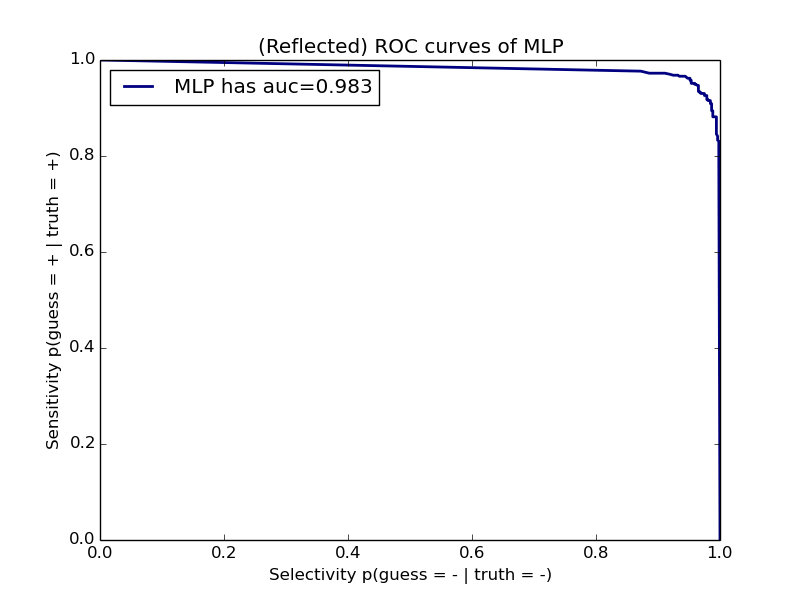 (Reflected) ROC curves of MLP
MLP has auc=0.983
Sensitivity p(guess = + | truth = +)
1.0
0.8
0.6
0.4
0.2
0.0
0.0 0.2 0.4 0.6 0.8 1.0
Selectivity p(guess = - | truth = -)